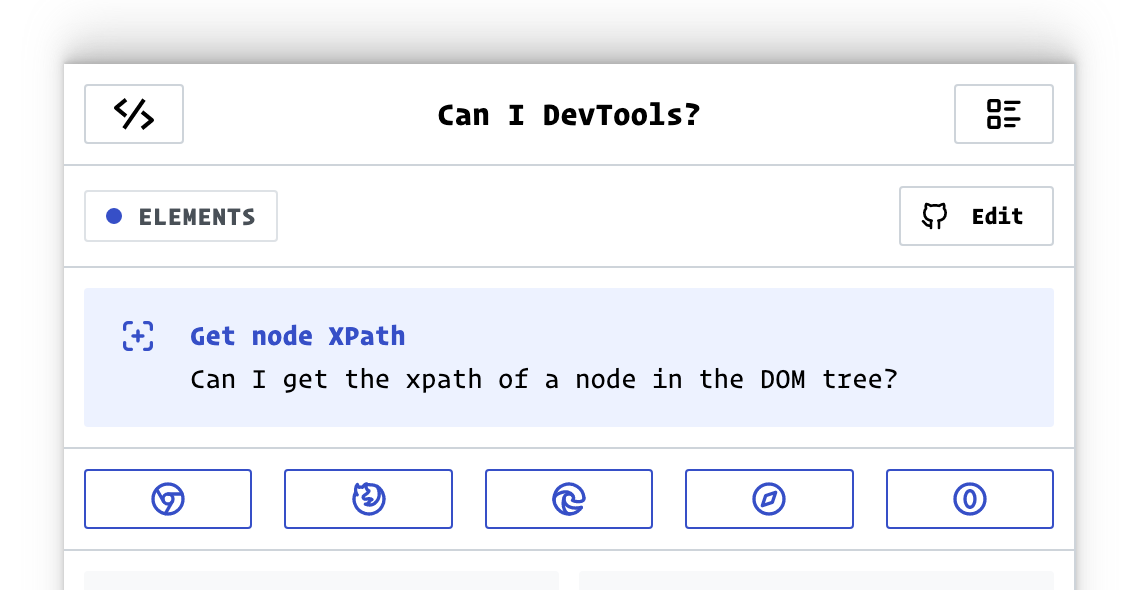 Can I DevTools?
ELEMENTS
Edit
Get node XPath
Can I get the xpath of a node in the DOM tree?